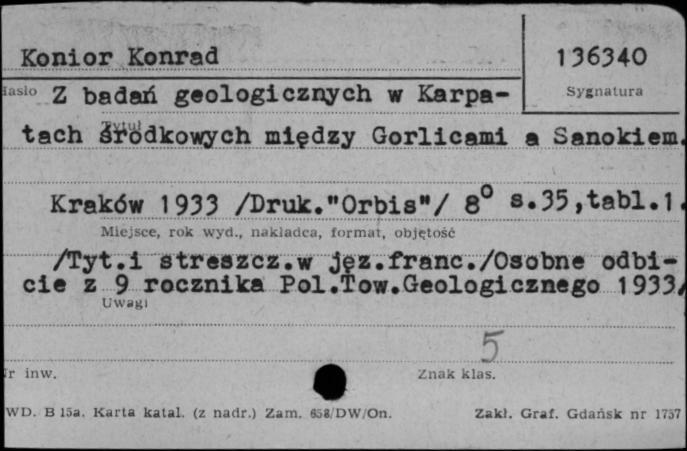 Konior Konrad
136340
Hasło
Sygnatura
Z badań geologicznych w Karpa-
Tytuł
tach środkowych między Gorlicami a Sanokiem.
Kraków 1933 /Druk."Orbis"/ 8° s.35,tabl.1.
Miejsce, rok wyd., nakładca, format, objętość
/Tyt.i streszcz.w jęz.franc./Osobne odbi-
cie z 9 rocznika Pol.Tow.Geologicznego 1933/
Uwagi
5
Nr inw.
Znak klas.
WD. B 15a. Karta katal. (z nadr.) Zam. 658/DW/On.
Zakł. Graf. Gdańsk nr 1757